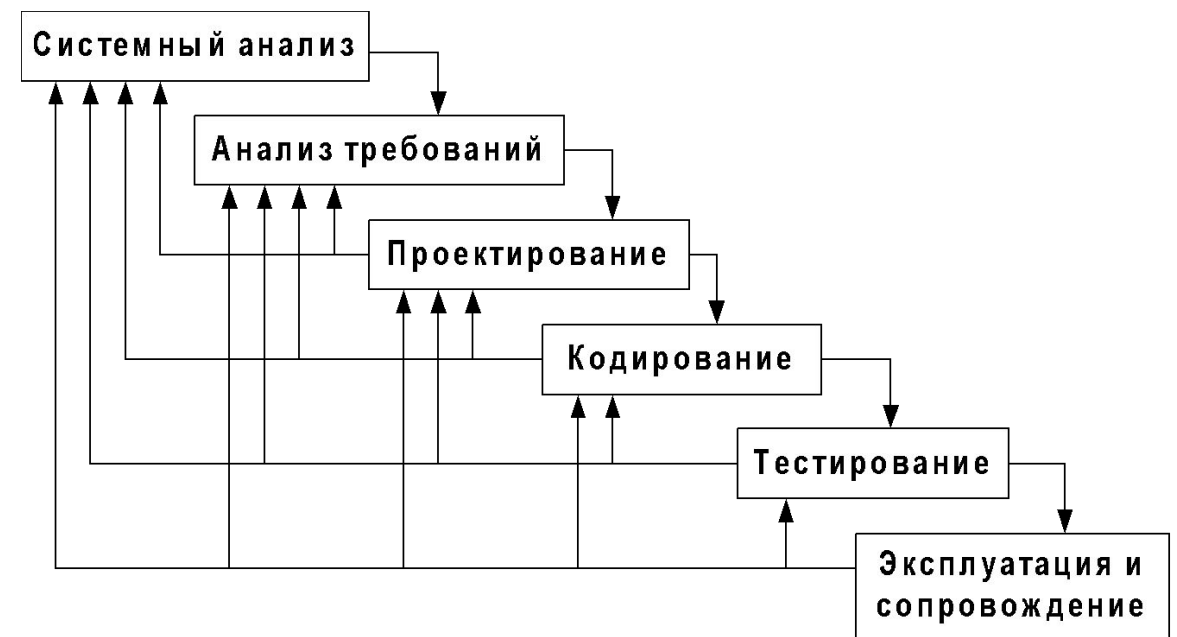 Системный анализ
Анализ требований
Проектирование
Кодирование
Тестирование
Эксплуатация и
сопровождение